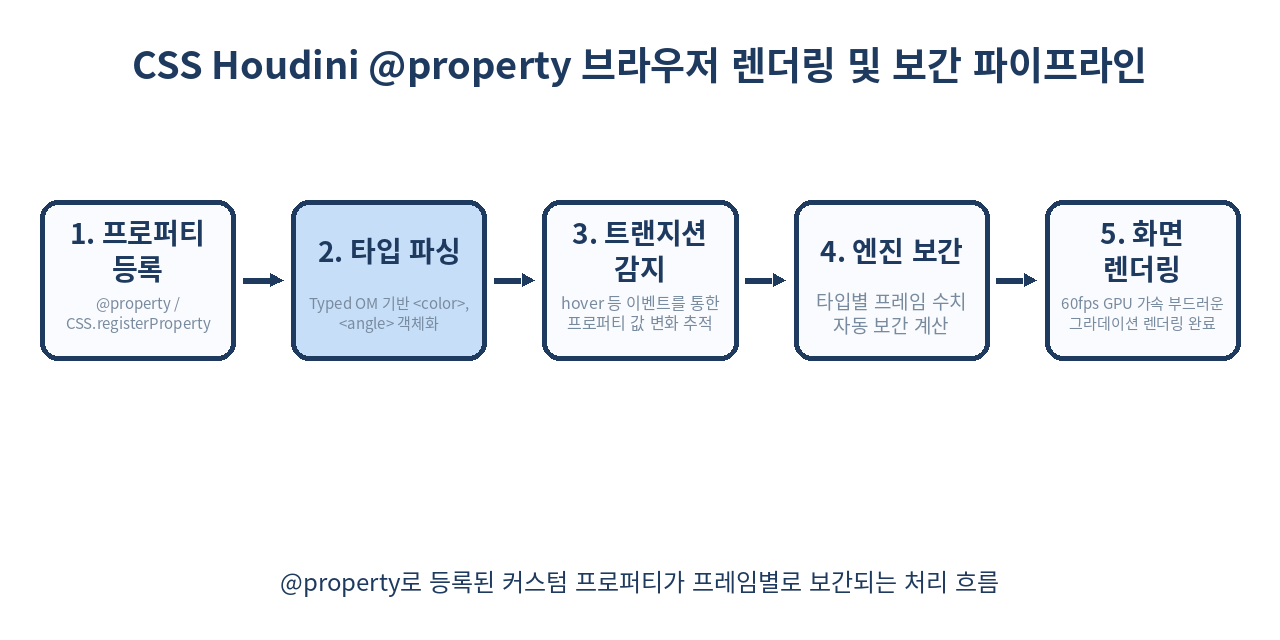 CSS Houdini @property 브라우저 렌더링 및 보간 파이프라인
1. 프로퍼티
등록
@property /
CSS.registerProperty
2. 타입 파싱
Typed OM 기반 <color>,
<angle> 객체화
3. 트랜지션
감지
hover 등 이벤트를 통한
프로퍼티 값 변화 추적
4. 엔진 보간
타입별 프레임 수치
자동 보간 계산
5. 화면
렌더링
60fps GPU 가속 부드러운
그라데이션 렌더링 완료
@property로 등록된 커스텀 프로퍼티가 프레임별로 보간되는 처리 흐름